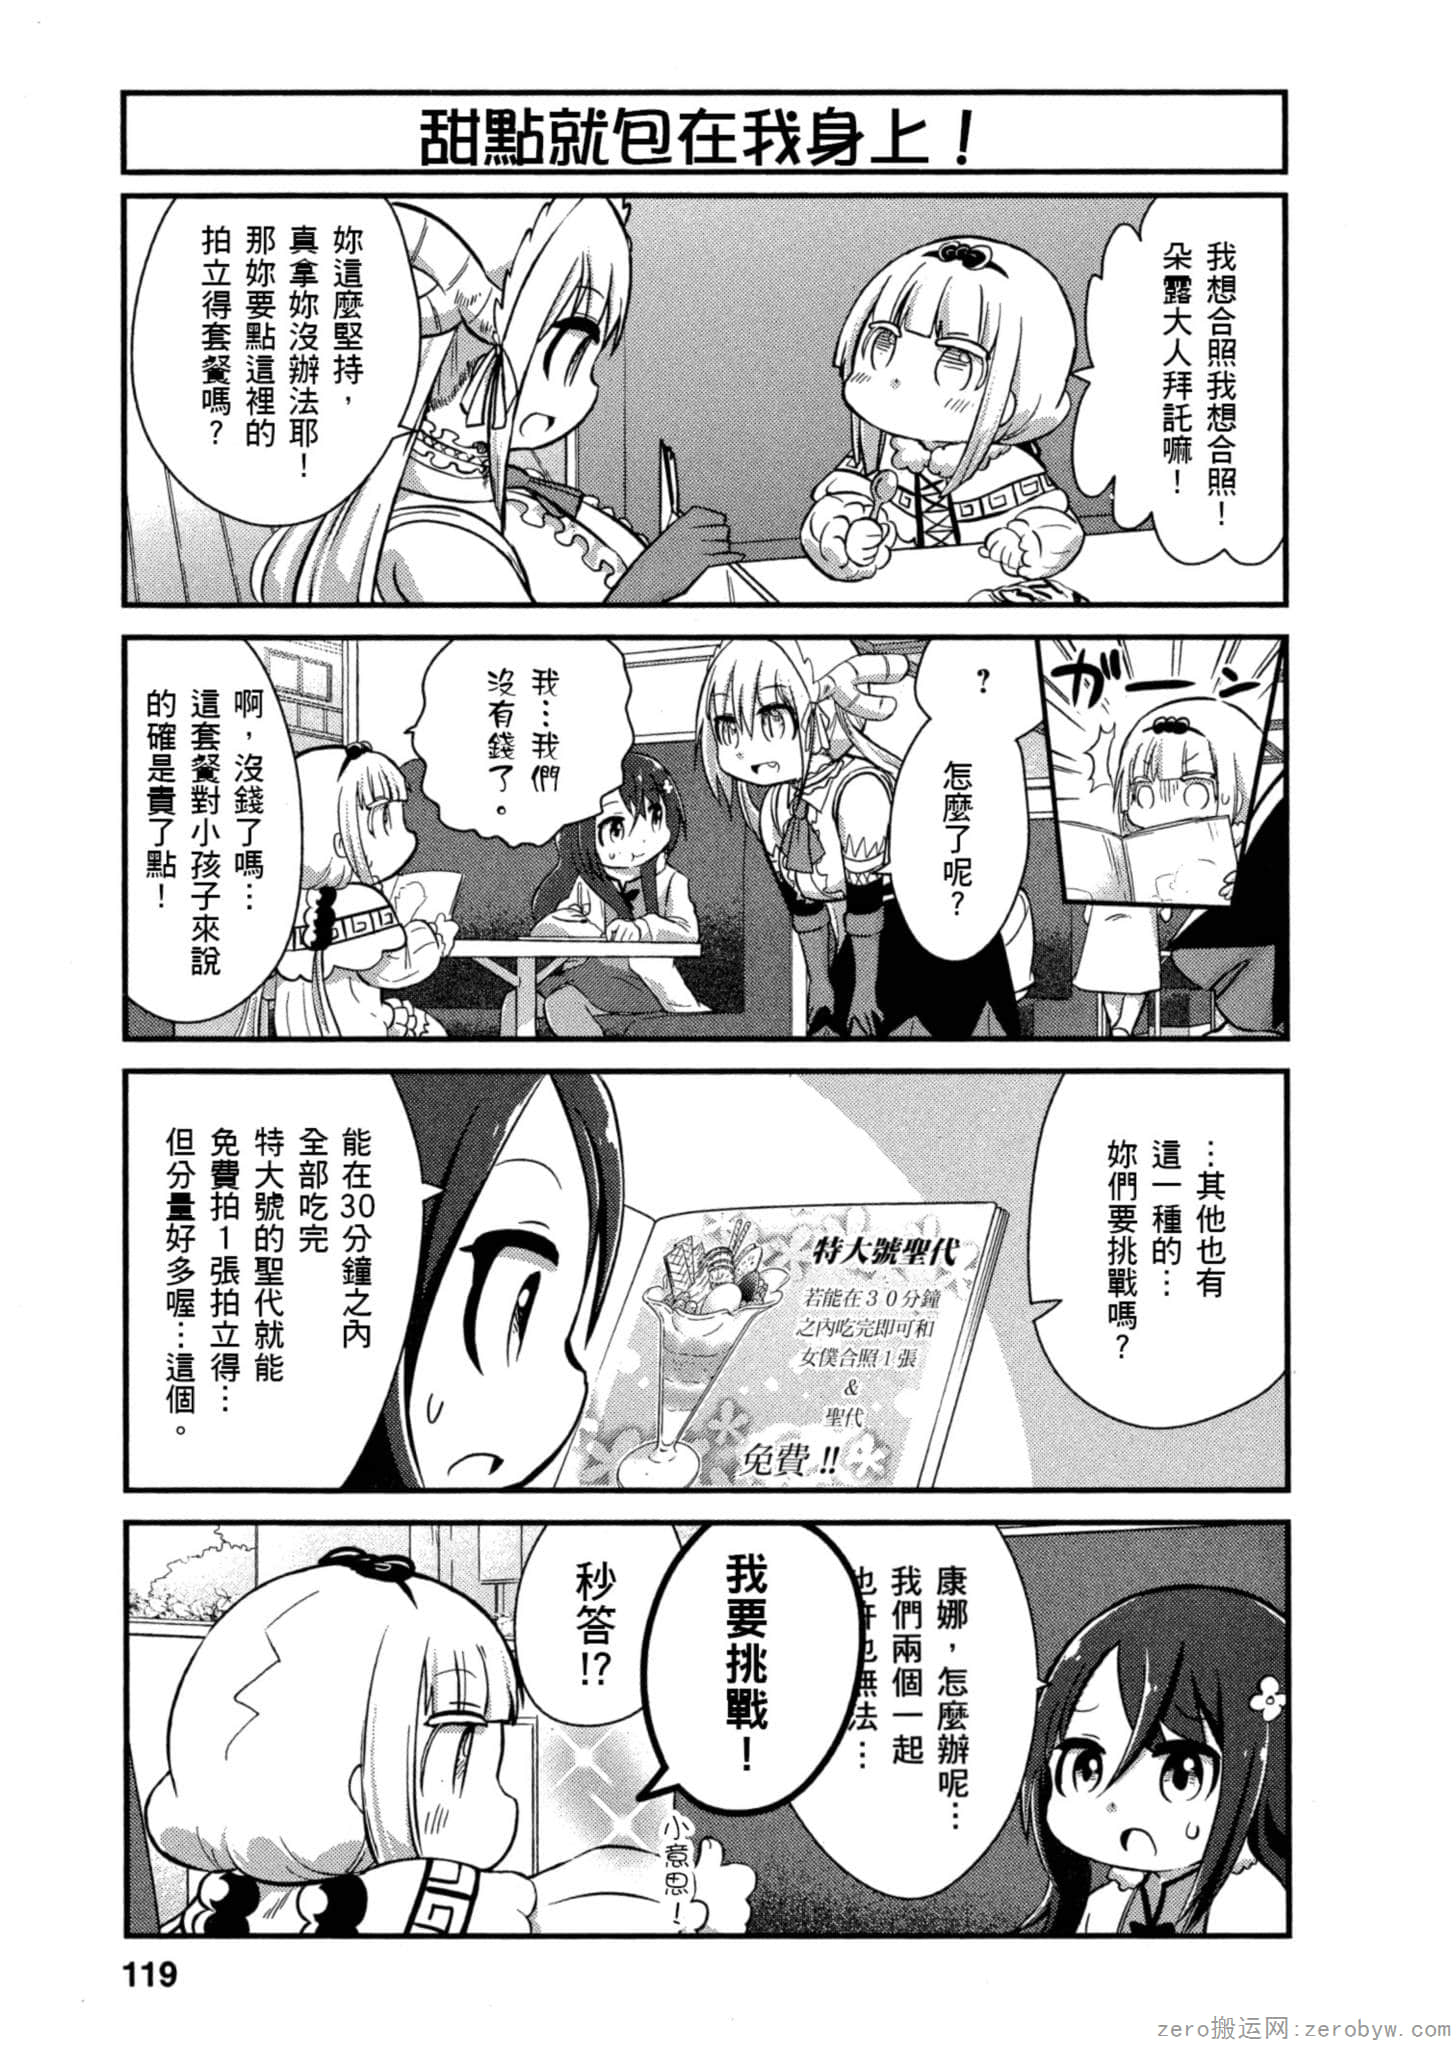 甜點就包在我身上！
我想合照我想合照！
朵露大人拜託嘛！
妳這麼堅持，
真拿妳沒辦法耶！
那妳要點這裡的
拍立得套餐嗎？
ガーン
？
怎麼了呢？
我…我們
沒有錢了。
啊，沒錢了嗎…
這套餐對小孩子來說
的確是貴了點！
…其他也有
這一種的…
妳們要挑戰嗎？
特大號聖代
若能在３０分鐘
之內吃完即可和
女僕合照１張
&
聖代
免費!!
能在30分鐘之內
全部吃完
特大號的聖代就能
免費拍1張拍立得…
但分量好多喔…這個。
康娜，怎麼辦呢…
我們兩個一起
也許也無法…
我要挑戰！
秒答!?
小意思！
119
zero搬运网:zerobyw.com